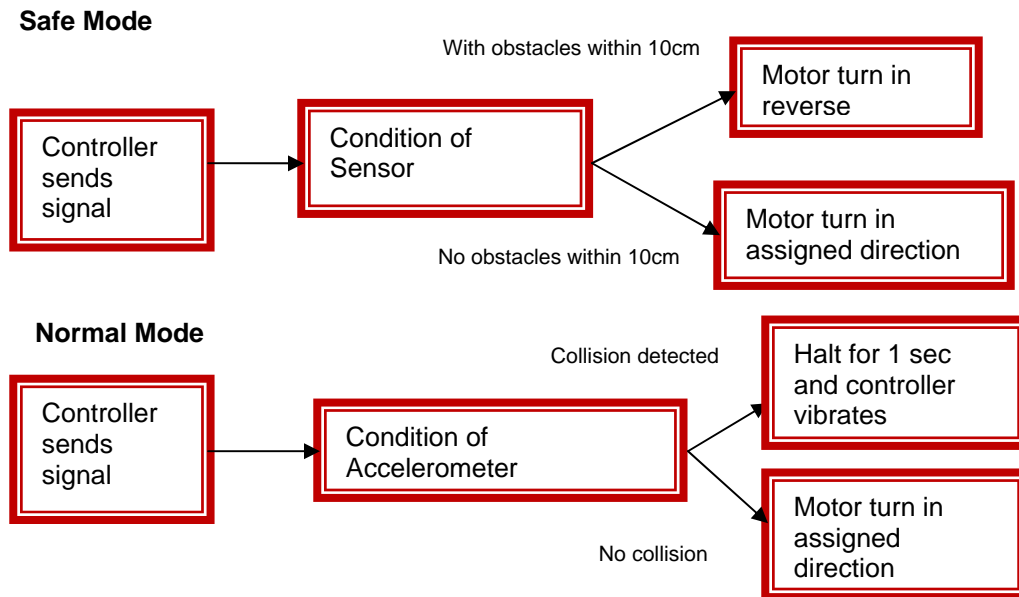 Safe Mode
With obstacles within 10cm
Motor turn in
reverse
Controller
sends
signal
Condition of
Sensor
Motor turn in
assigned direction
No obstacles within 10cm
Normal Mode
Collision detected
Halt for 1 sec
and controller
vibrates
Controller
sends
signal
Condition of
Accelerometer
Motor turn in
assigned
direction
No collision